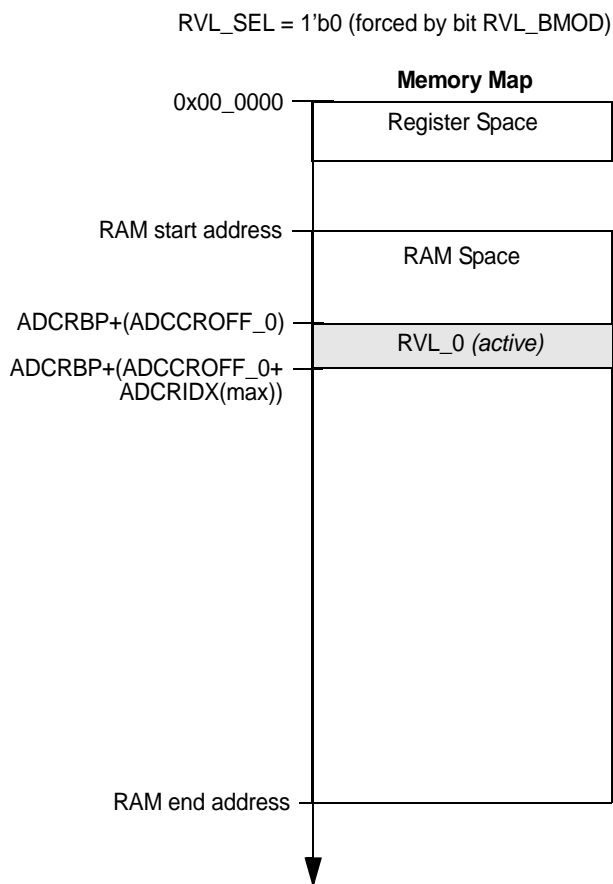 RVL_SEL = 1'b0 (forced by bit RVL_BMOD)
Memory Map
0x00_0000
Register Space
RAM start address
RAM Space
ADCRBP+(ADCCROFF_0)
RVL_0 (active)
ADCRBP+(ADCCROFF_0+
ADCRIDX(max))
RAM end address